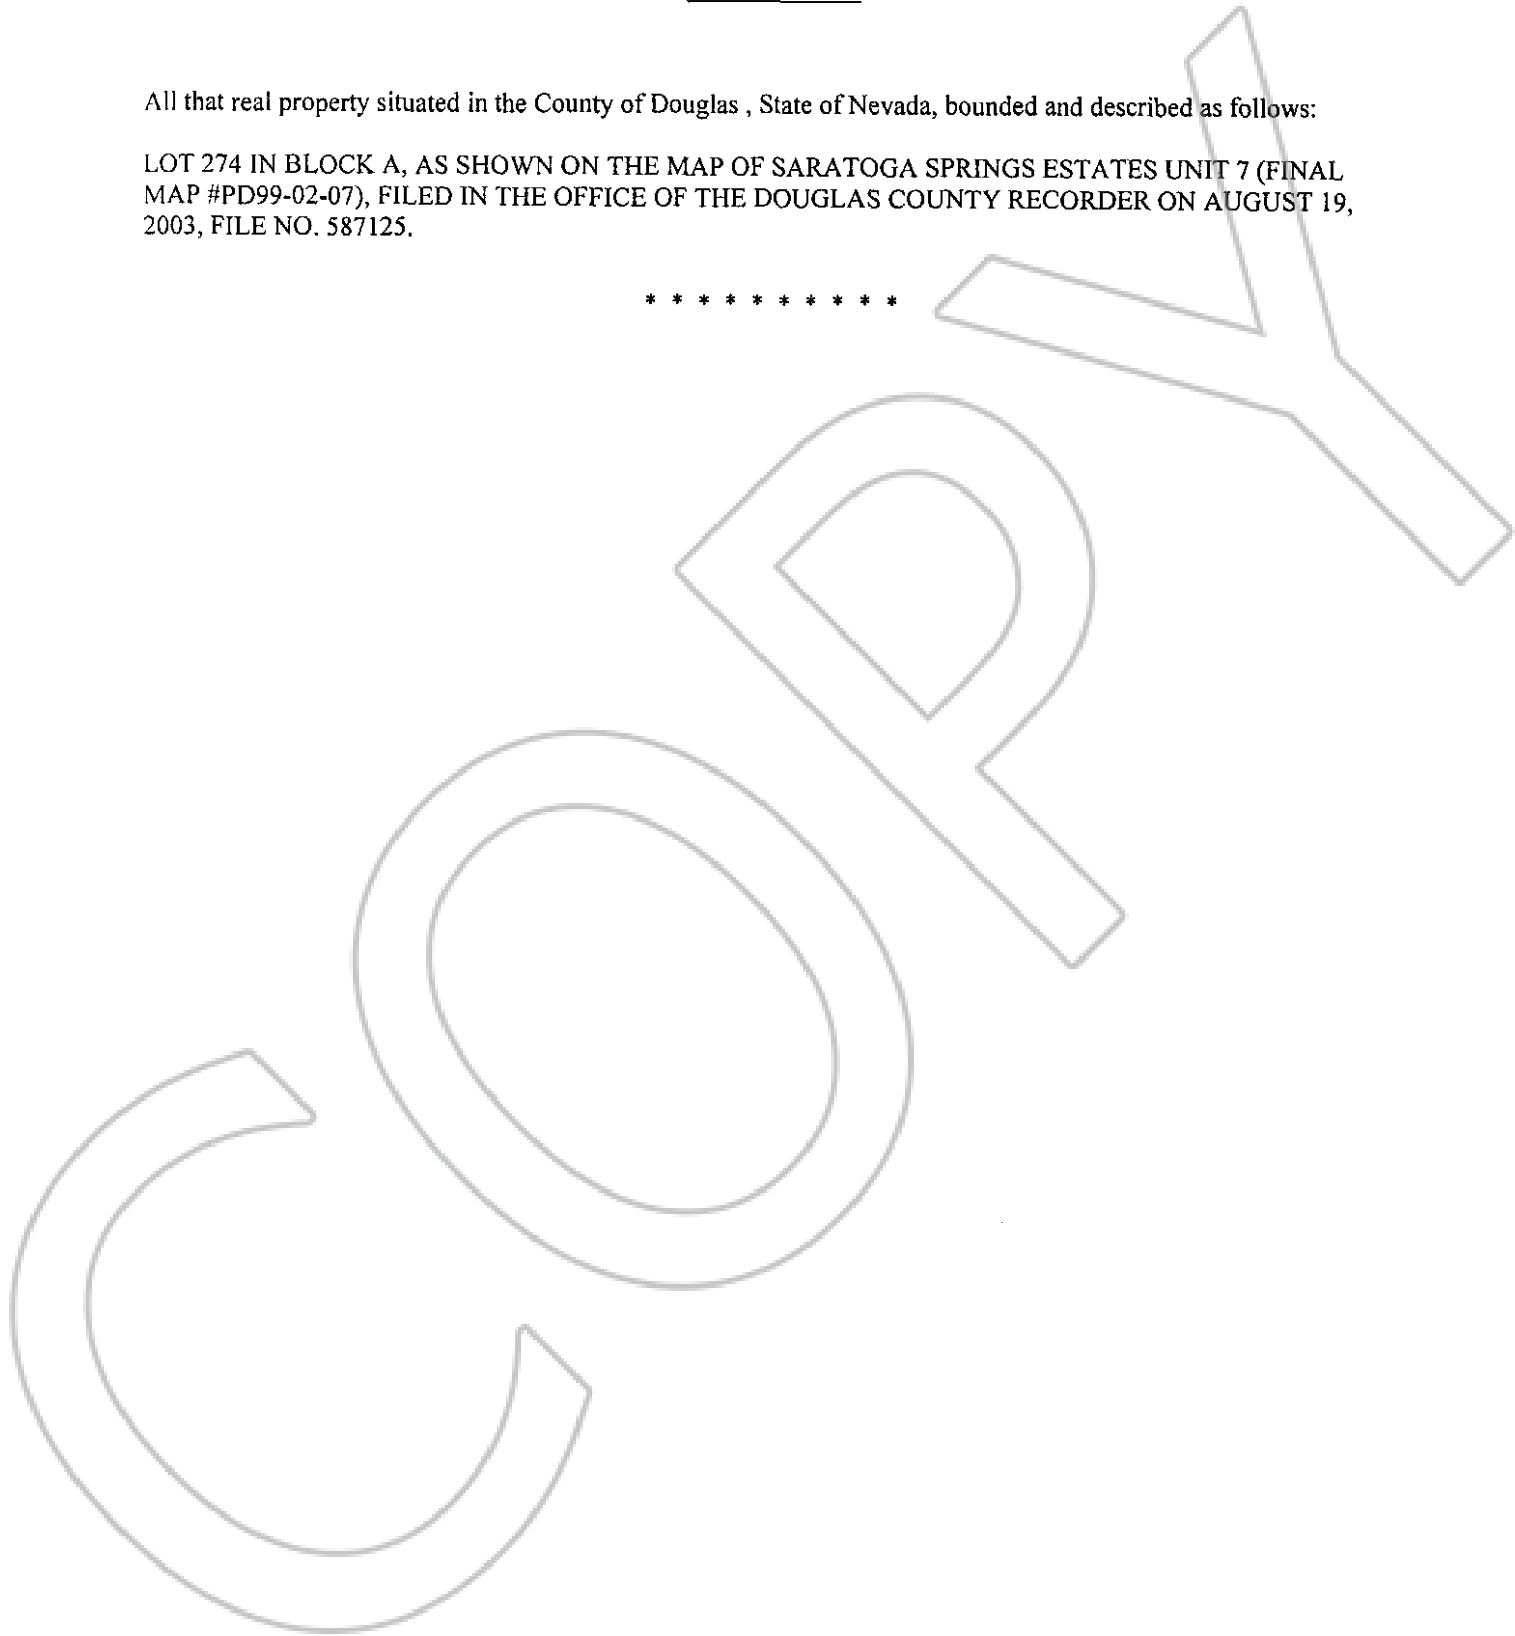 All that real property situated in the County of Douglas , State of Nevada, bounded and described as follows:
LOT 274 IN BLOCK A, AS SHOWN ON THE MAP OF SARATOGA SPRINGS ESTATES UNIT 7 (FINAL
MAP #PD99-02-07), FILED IN THE OFFICE OF THE DOUGLAS COUNTY RECORDER ON AUGUST 19,
2003, FILE NO. 587125.
* * * * * * * * * *
COPY